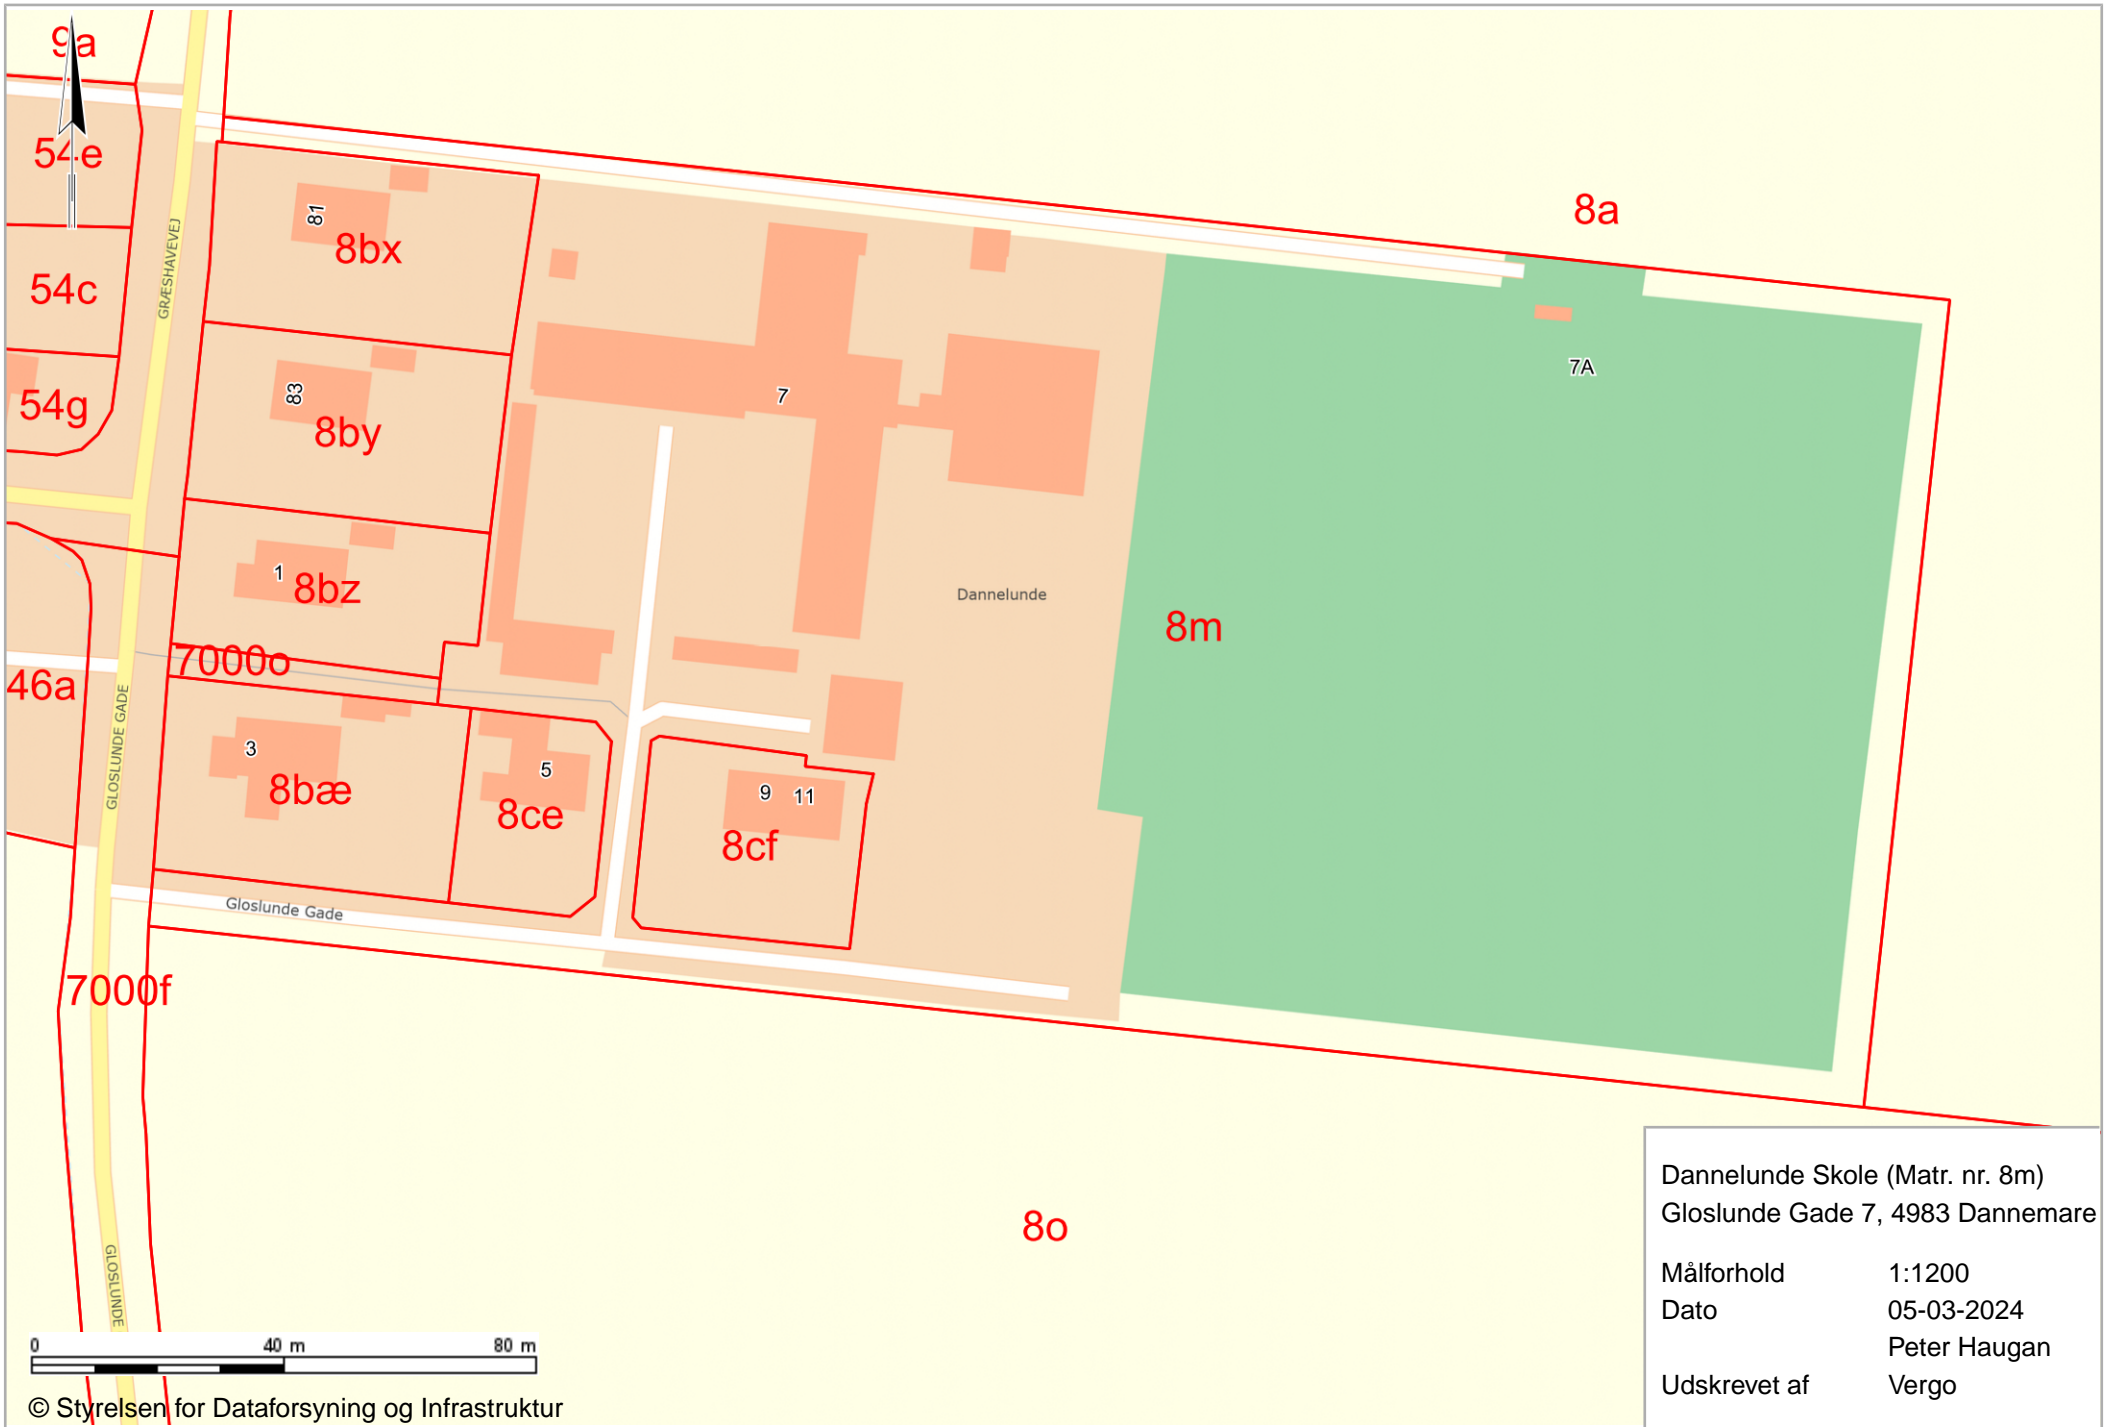 9a
54e
54c
54g
46a
7000f
GRÆSHAVEVEJ
GLOSLUNDE GADE
GLOSLUNDE
81
8bx
83
8by
1
8bz
7000o
3
8bæ
5
8ce
9 11
8cf
Gloslunde Gade
7
Dannelunde
8m
7A
8a
8o
0 40 m 80 m
© Styrelsen for Dataforsyning og Infrastruktur
Dannelunde Skole (Matr. nr. 8m)
Gloslunde Gade 7, 4983 Dannemare
Målforhold 1:1200
Dato 05-03-2024
Peter Haugan
Udskrevet af Vergo